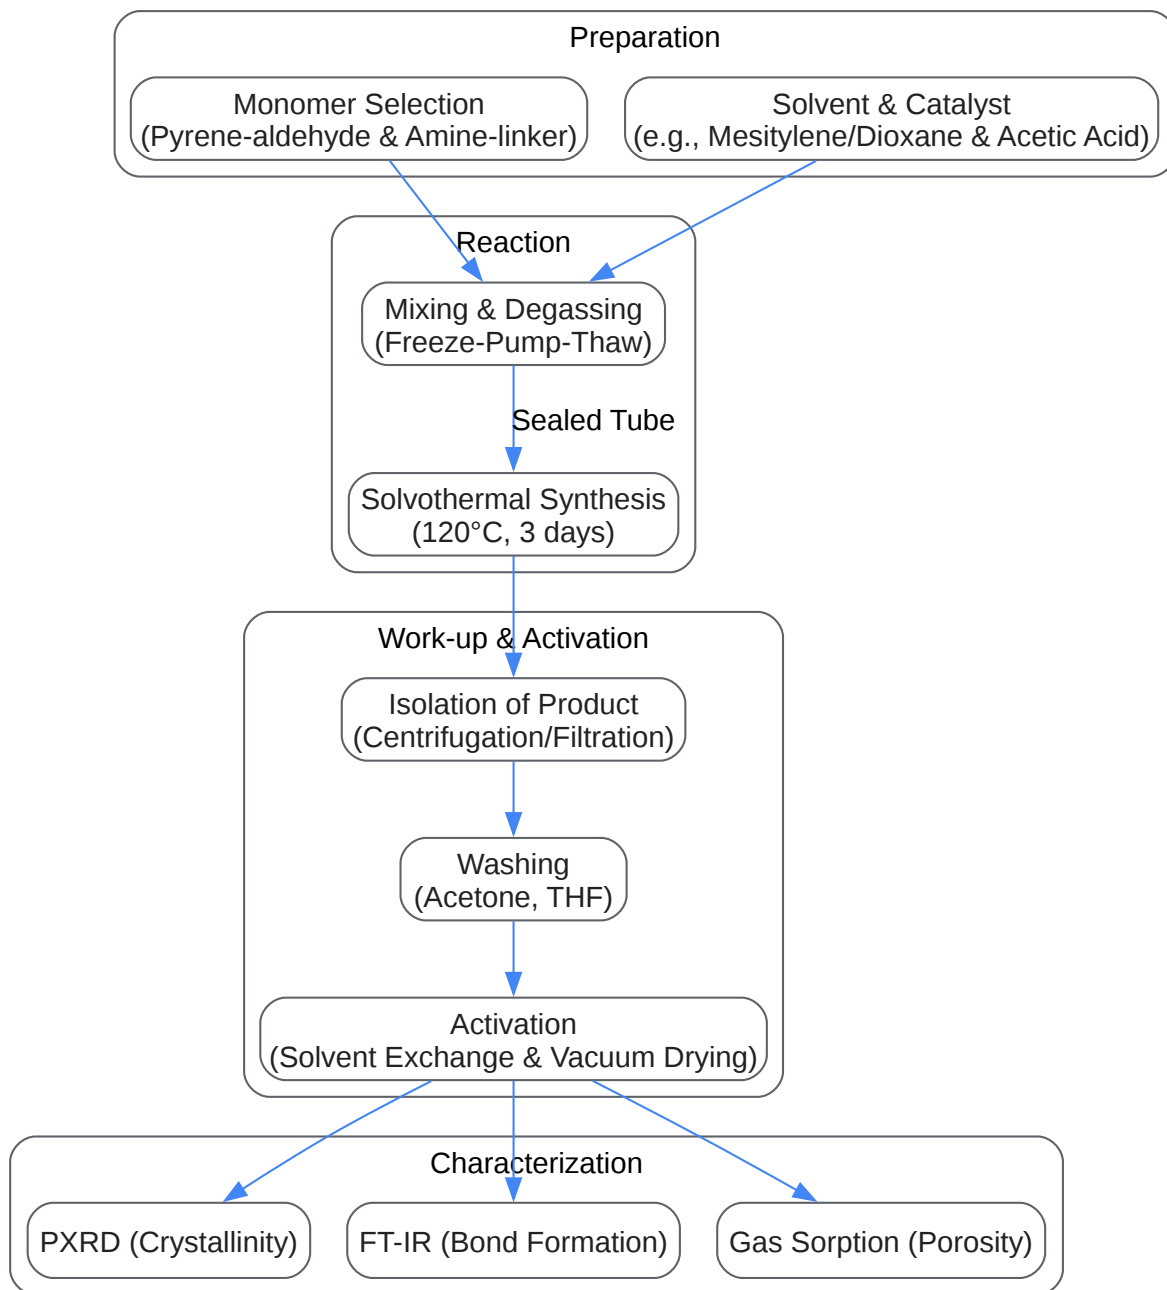 Preparation
Monomer Selection
(Pyrene-aldehyde & Amine-linker)
Solvent & Catalyst
(e.g., Mesitylene/Dioxane & Acetic Acid)
Reaction
Mixing & Degassing
(Freeze-Pump-Thaw)
Sealed Tube
Solvothermal Synthesis
(120°C, 3 days)
Work-up & Activation
Isolation of Product
(Centrifugation/Filtration)
Washing
(Acetone, THF)
Activation
(Solvent Exchange & Vacuum Drying)
Characterization
PXRD (Crystallinity)
FT-IR (Bond Formation)
Gas Sorption (Porosity)